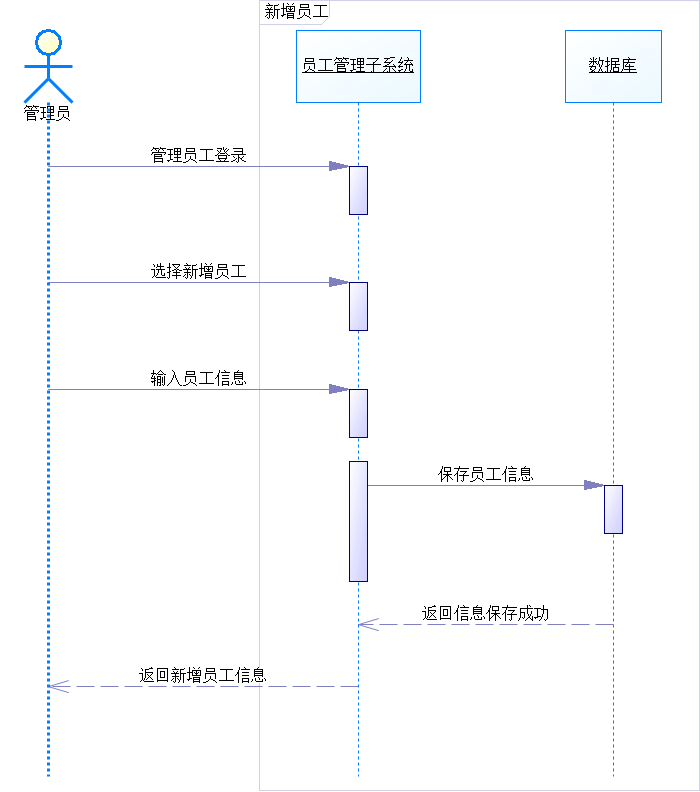 新增员工
管理员
员工管理子系统
数据库
管理员工登录
选择新增员工
输入员工信息
保存员工信息
返回信息保存成功
返回新增员工信息